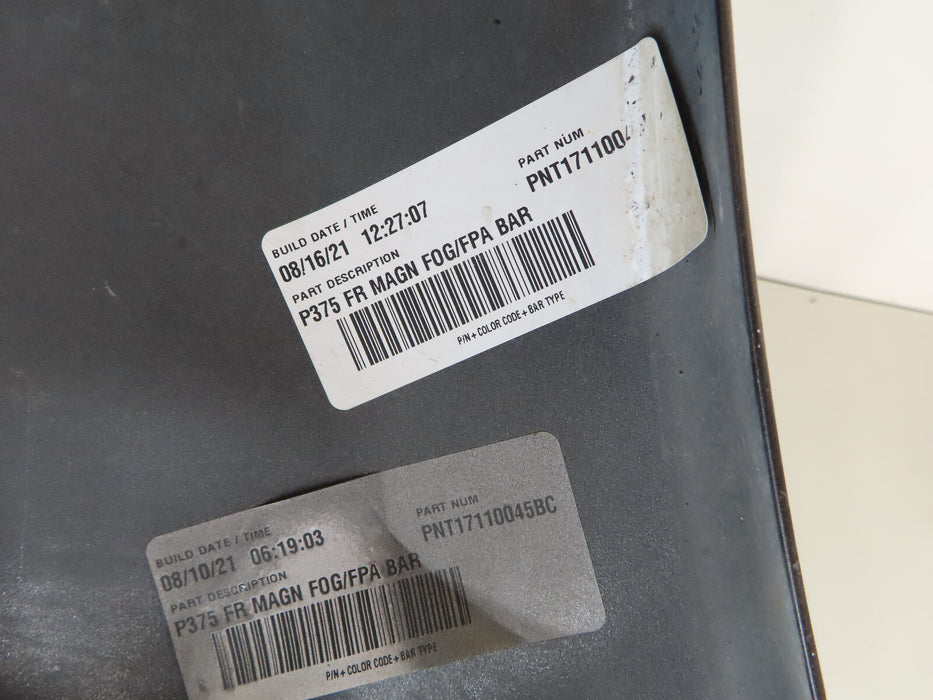 BUILD DATE / TIME
08/16/21 12:27:07
PART NUM
PART DESCRIPTION
P375 FR MAGN FOG/FPA BAR
P/N + COLOR CODE + BAR TYPE
BUILD DATE / TIME
08/10/21 06:19:03
PART NUM
PNT17110045BC
PART DESCRIPTION
P375 FR MAGN FOG/FPA BAR
P/N + COLOR CODE + BAR TYPE